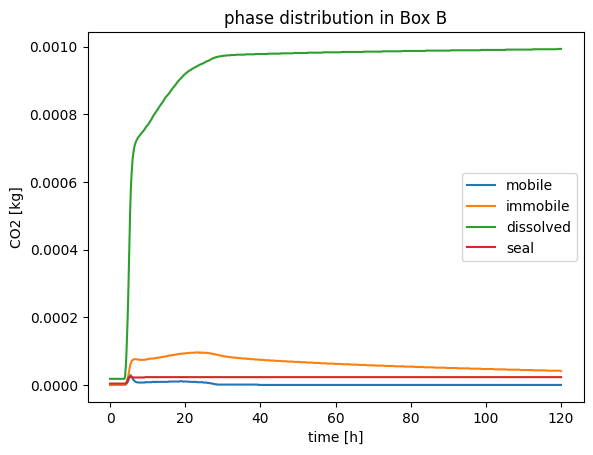 phase distribution in Box B
CO2 [kg]
0.0010
0.0008
0.0006
0.0004
0.0002
0.0000
mobile
immobile
dissolved
seal
0
20
40
60
80
100
120
time [h]